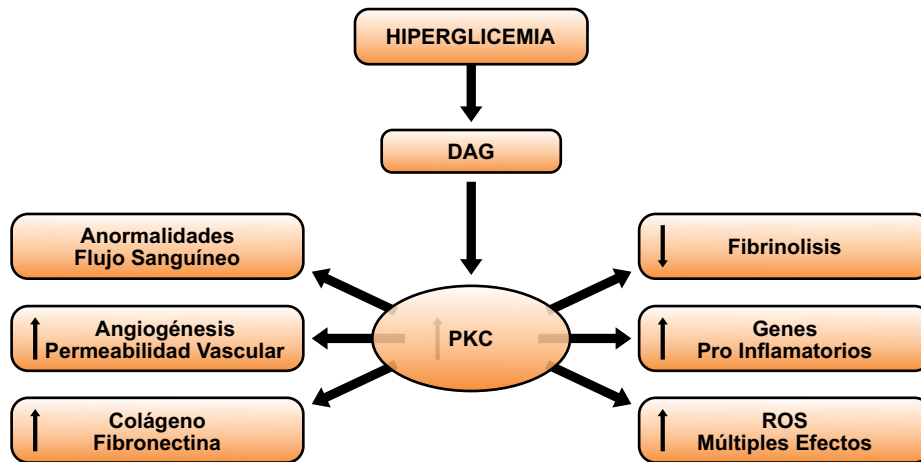 HIPERGLICEMIA
DAG
Anormalidades
Flujo Sanguíneo
Angiogénesis
Permeabilidad Vascular
Colágeno
Fibronectina
PKC
Fibrinolisis
Genes
Pro Inflamatorios
ROS
Múltiples Efectos